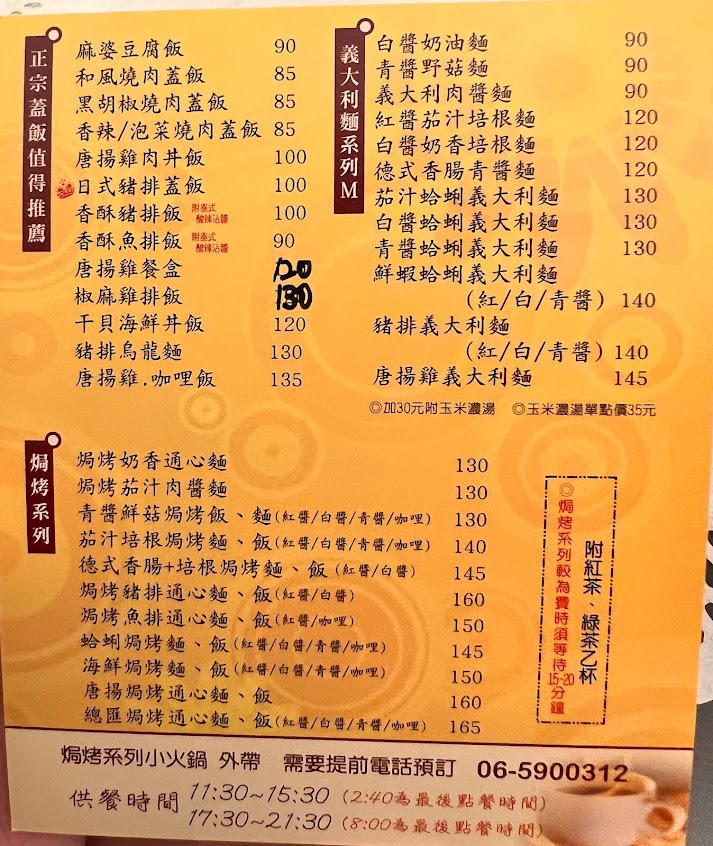 正宗蓋飯值得推薦
麻婆豆腐飯 90
和風燒肉蓋飯 85
黑胡椒燒肉蓋飯 85
香辣/泡菜燒肉蓋飯 85
唐揚雞肉丼飯 100
日式豬排蓋飯 100
香酥豬排飯 附泰式酸辣沾醬 100
香酥魚排飯 附泰式酸辣沾醬 90
唐揚雞餐盒 120
椒麻雞排飯 130
干貝海鮮丼飯 120
豬排烏龍麵 130
唐揚雞.咖哩飯 135
義大利麵系列M
白醬奶油麵 90
青醬野菇麵 90
義大利肉醬麵 90
紅醬茄汁培根麵 120
白醬奶香培根麵 120
德式香腸青醬麵 120
茄汁蛤蜊義大利麵 130
白醬蛤蜊義大利麵 130
青醬蛤蜊義大利麵 130
鮮蝦蛤蜊義大利麵
(紅/白/青醬) 140
豬排義大利麵
(紅/白/青醬) 140
唐揚雞義大利麵 145
◎加30元附玉米濃湯 ◎玉米濃湯單點價35元
焗烤系列
焗烤奶香通心麵 130
焗烤茄汁肉醬麵 130
青醬鮮菇焗烤飯、麵(紅醬/白醬/青醬/咖哩) 130
茄汁培根焗烤麵、飯(紅醬/白醬/青醬/咖哩) 140
德式香腸+培根焗烤麵、飯(紅醬/白醬) 145
焗烤豬排通心麵、飯(紅醬/白醬) 160
焗烤魚排通心麵、飯(紅醬/咖哩) 150
蛤蜊焗烤麵、飯(紅醬/白醬/青醬/咖哩) 145
海鮮焗烤麵、飯(紅醬/白醬/青醬/咖哩) 150
唐揚焗烤通心麵、飯 160
總匯焗烤通心麵、飯(紅醬/白醬/青醬/咖哩) 165
附紅茶、綠茶乙杯
◎焗烤系列較為費時須等待15-20分鐘
焗烤系列小火鍋 外帶 需要提前電話預訂 06-5900312
供餐時間 11:30~15:30 (2:40為最後點餐時間)
17:30~21:30 (8:00為最後點餐時間)